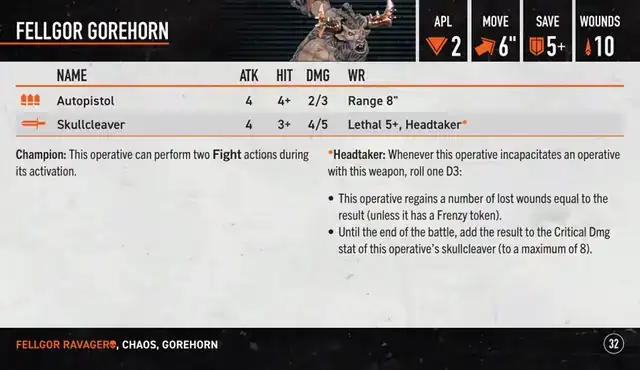 FELLGOR GOREHORN
APL
2
MOVE
6"
SAVE
5+
WOUNDS
10
NAME ATK HIT DMG WR
Autopistol 4 4+ 2/3 Range 8"
Skullcleaver 4 3+ 4/5 Lethal 5+, Headtaker*
Champion: This operative can perform two Fight actions during
its activation.
*Headtaker: Whenever this operative incapacitates an operative
with this weapon, roll one D3:
• This operative regains a number of lost wounds equal to the
result (unless it has a Frenzy token).
• Until the end of the battle, add the result to the Critical Dmg
stat of this operative's skullcleaver (to a maximum of 8).
FELLGOR RAVAGER, CHAOS, GOREHORN
32